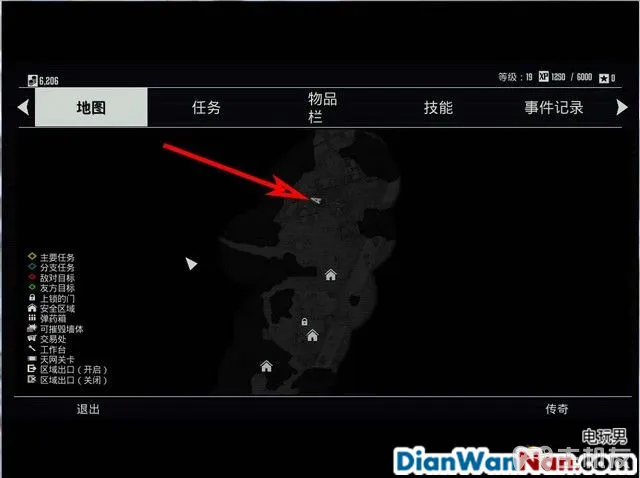 6,206
等级：19 XP 1250 / 6000 0
地图
任务
物品
栏
技能
事件记录
主要任务
分支任务
敌对目标
友方目标
上锁的门
安全区域
弹药箱
可摧毁墙体
交易处
工作台
天网关卡
区域出口（开启）
区域出口（关闭）
退出
传奇
电玩男
DianWanNan.com